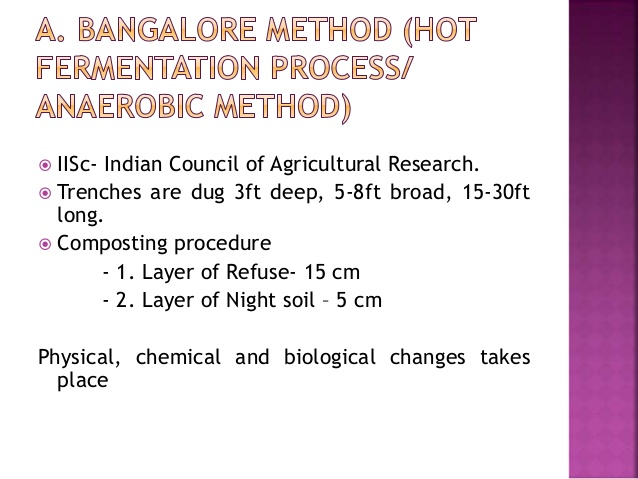 A. BANGALORE METHOD (HOT
FERMENTATION PROCESS/
ANAEROBIC METHOD)
IISc- Indian Council of Agricultural Research.
Trenches are dug 3ft deep, 5-8ft broad, 15-30ft
long.
Composting procedure
- 1. Layer of Refuse- 15 cm
- 2. Layer of Night soil – 5 cm
Physical, chemical and biological changes takes
place